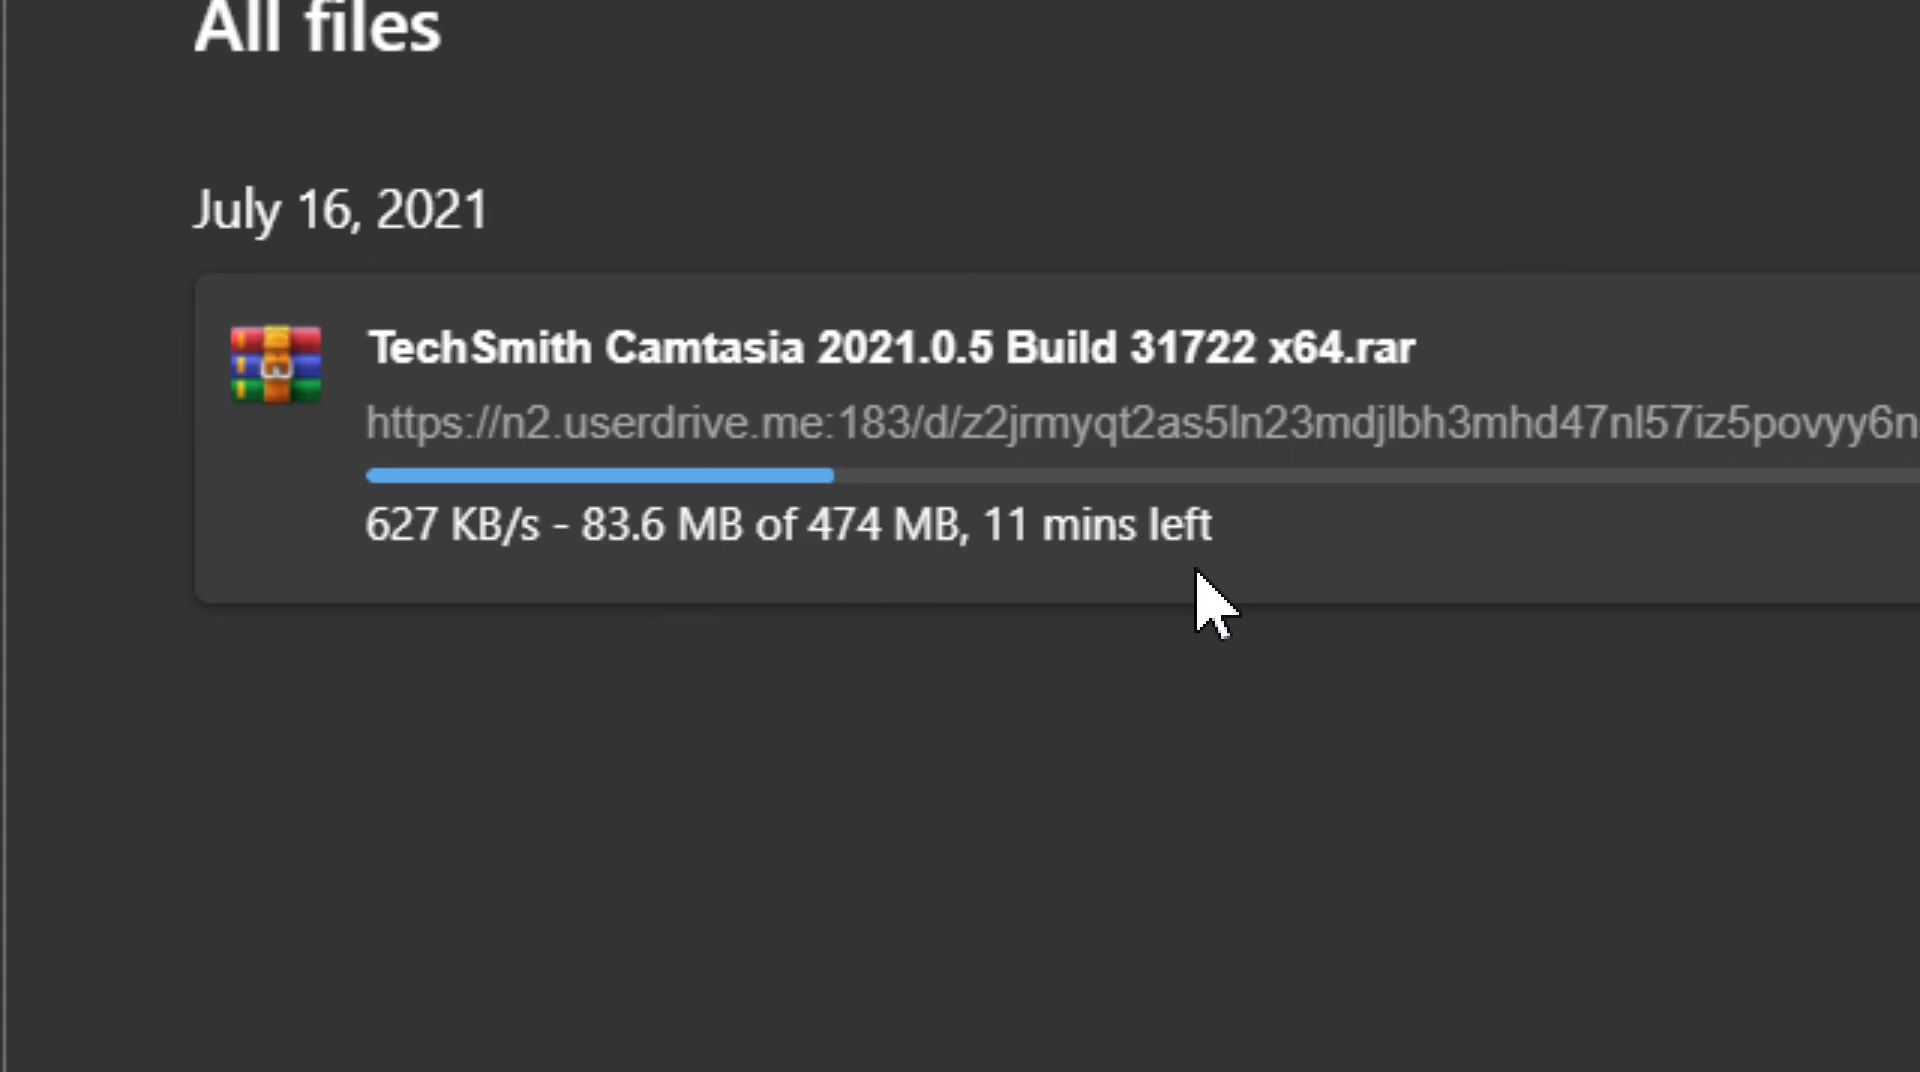 All files
July 16, 2021
TechSmith Camtasia 2021.0.5 Build 31722 x64.rar
https://n2.userdrive.me:183/d/z2jrmyqt2as5ln23mdjlbh3mhd47nl57iz5povyy6n
627 KB/s - 83.6 MB of 474 MB, 11 mins left